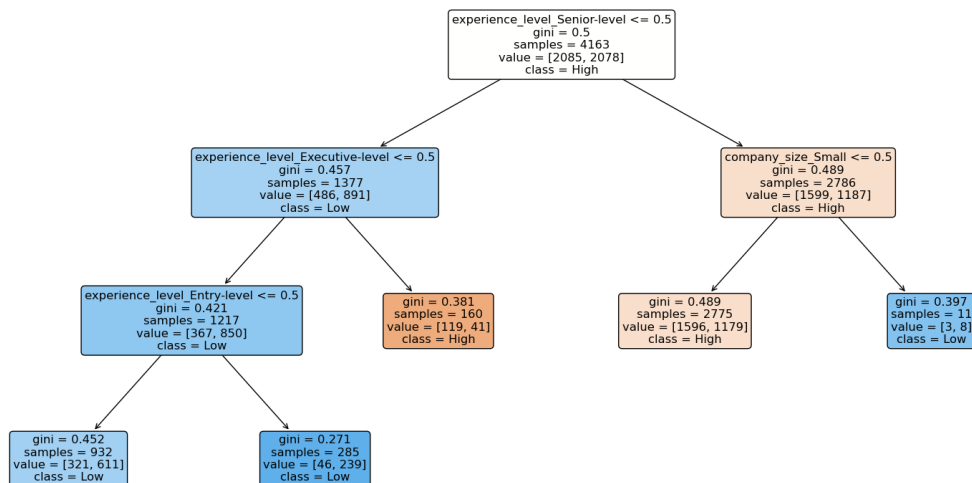 experience_level_Senior-level <= 0.5
gini = 0.5
samples = 4163
value = [2085, 2078]
class = High
experience_level_Executive-level <= 0.5
gini = 0.457
samples = 1377
value = [486, 891]
class = Low
company_size_Small <= 0.5
gini = 0.489
samples = 2786
value = [1599, 1187]
class = High
experience_level_Entry-level <= 0.5
gini = 0.421
samples = 1217
value = [367, 850]
class = Low
gini = 0.381
samples = 160
value = [119, 41]
class = High
gini = 0.489
samples = 2775
value = [1596, 1179]
class = High
gini = 0.397
samples = 11
value = [3, 8]
class = Low
gini = 0.452
samples = 932
value = [321, 611]
class = Low
gini = 0.271
samples = 285
value = [46, 239]
class = Low